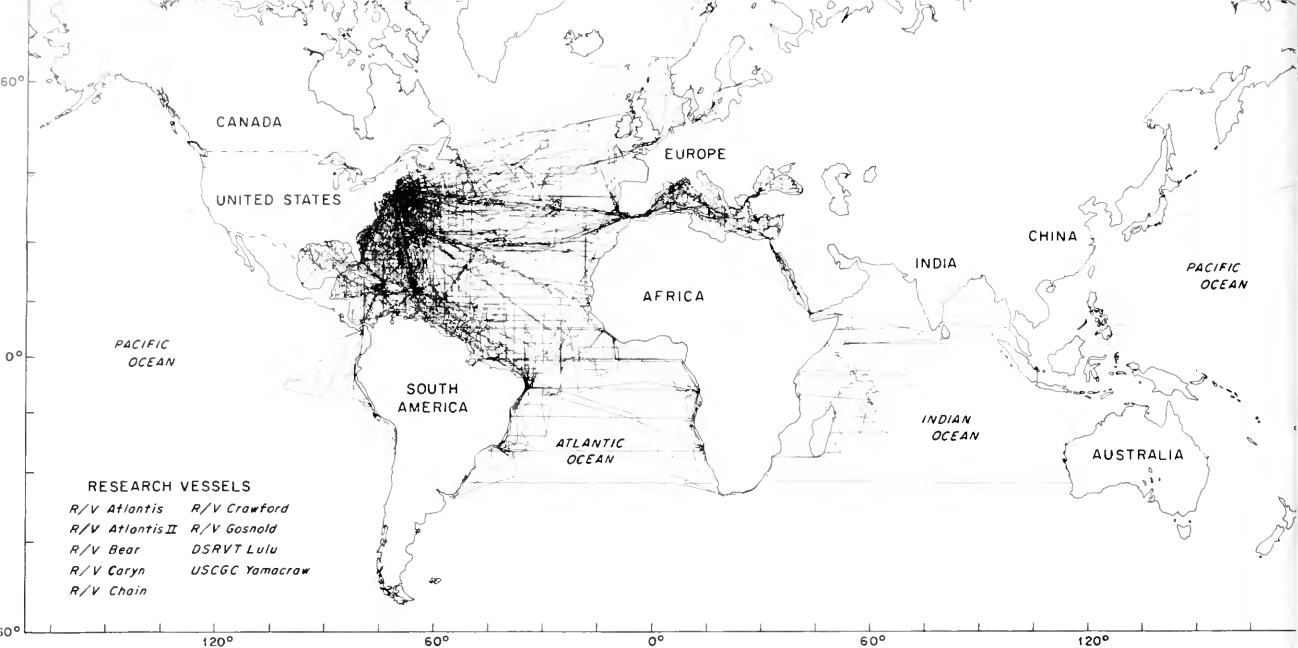 60°
CANADA
EUROPE
UNITED STATES
CHINA
INDIA
PACIFIC
OCEAN
AFRICA
PACIFIC
OCEAN
0°
SOUTH
AMERICA
INDIAN
OCEAN
ATLANTIC
OCEAN
AUSTRALIA
RESEARCH VESSELS
R/V Atlantis R/V Crawford
R/V Atlantis II R/V Gosnold
R/V Bear DSRVT Lulu
R/V Caryn USCGC Yamacraw
R/V Chain
60°
120° 60° 0° 60° 120°